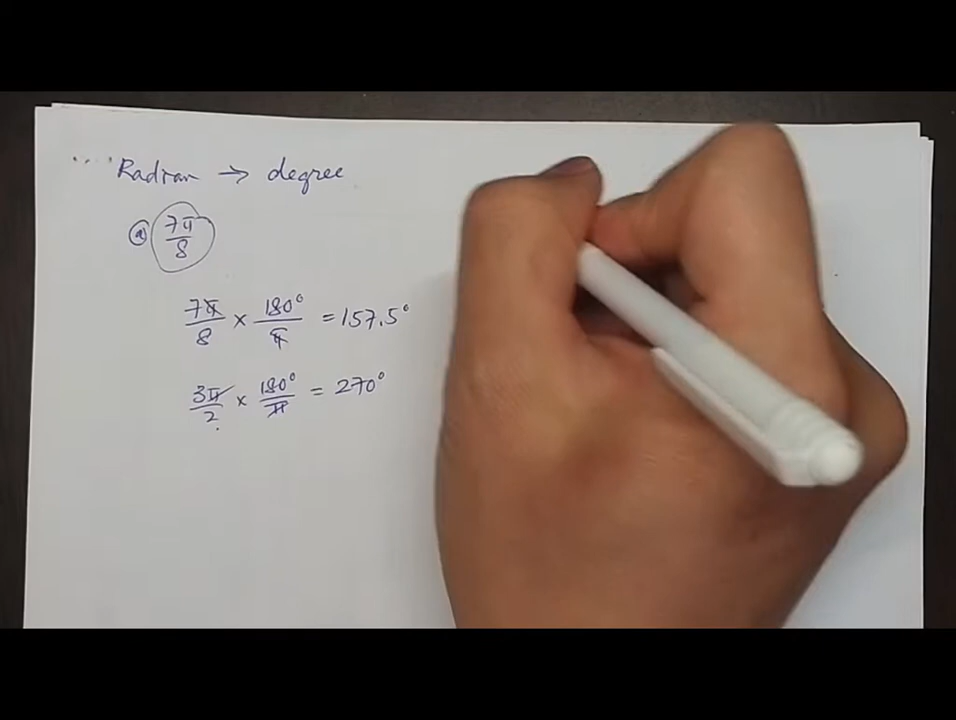 Radian → degree
ⓐ 7π/8
7π/8 × 180°/π = 157.5°
3π/2 × 180°/π = 270°